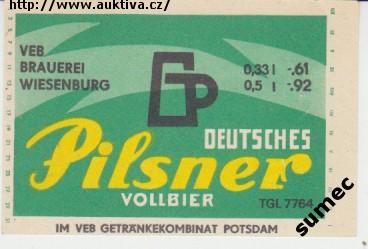 http://www.auktiva.cz/
VEB
BRAUEREI
WIESENBURG
GP
0,33 l -.61
0,5 l -.92
DEUTSCHES
Pilsner
VOLLBIER
TGL 7764
IM VEB GETRÄNKEKOMBINAT POTSDAM
sumec